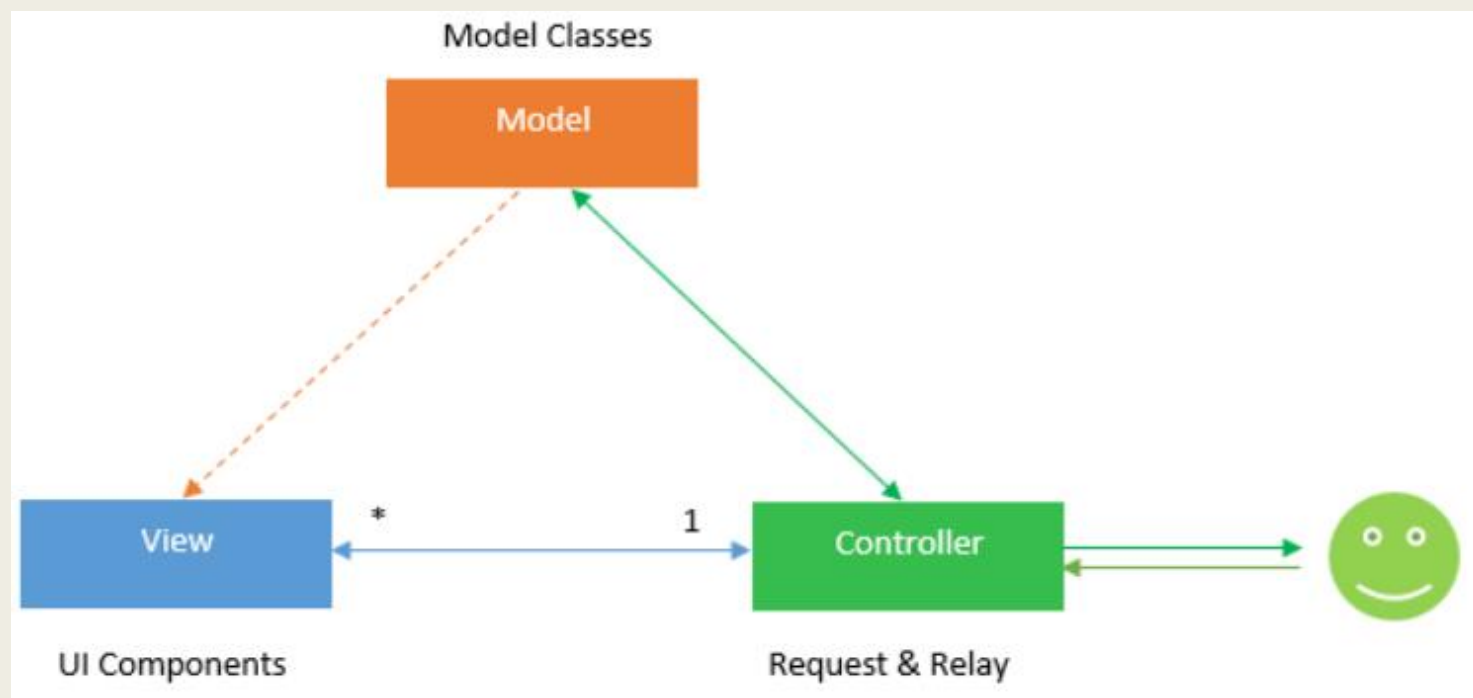 Model Classes
Model
View
*
1
Controller
UI Components
Request & Relay